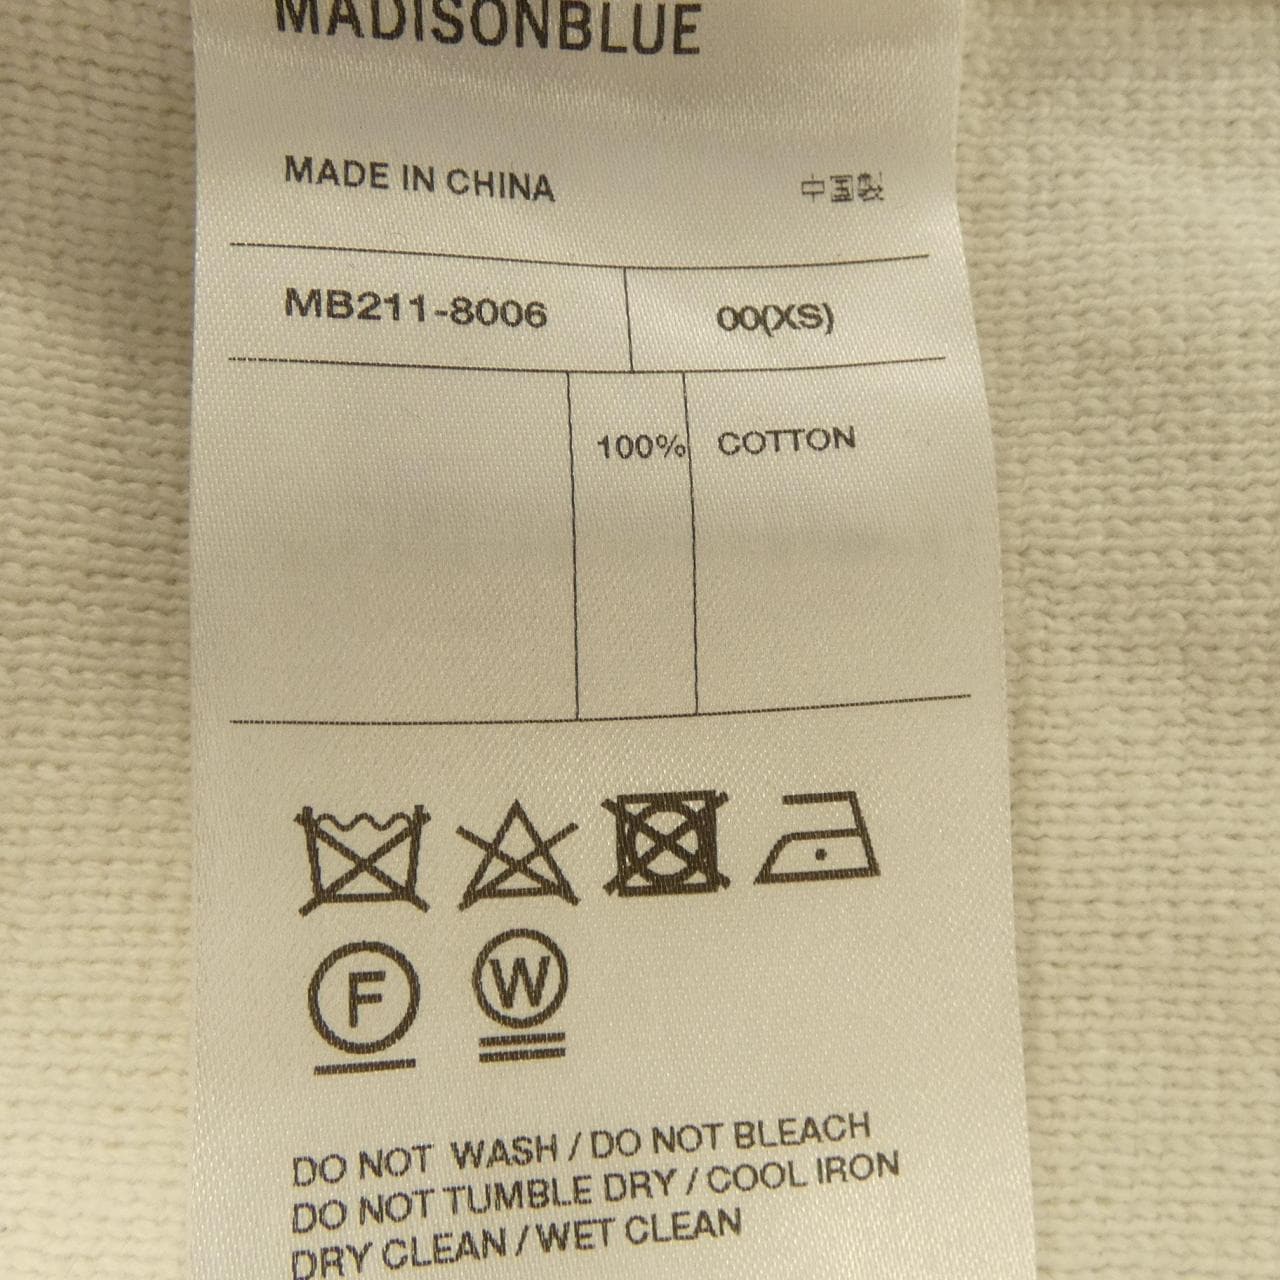 MADISONBLUE
MADE IN CHINA 中国製
MB211-8006 00(XS)
100% COTTON
F W
DO NOT WASH / DO NOT BLEACH
DO NOT TUMBLE DRY / COOL IRON
DRY CLEAN / WET CLEAN